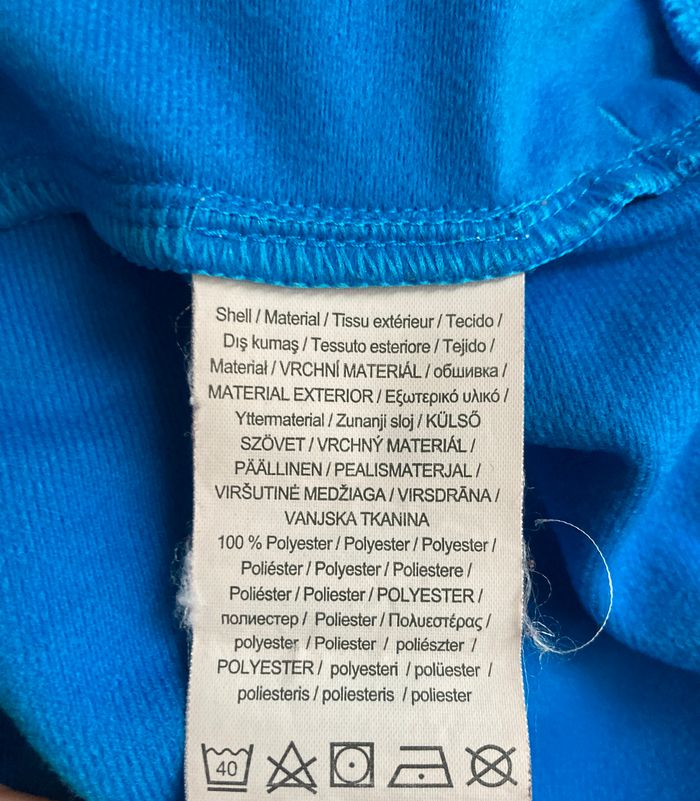 Shell / Material / Tissu extérieur / Tecido /
Dış kumaş / Tessuto esteriore / Tejido /
Materiał / VRCHNÍ MATERIÁL / обшивка /
MATERIAL EXTERIOR / Εξωτερικό υλικό /
Yttermaterial / Zunanji sloj / KÜLSŐ
SZÖVET / VRCHNÝ MATERIÁL /
PÄÄLLINEN / PEALISMATERJAL /
VIRŠUTINĖ MEDŽIAGA / VIRSDRĀNA /
VANJSKA TKANINA
100 % Polyester / Polyester / Polyester /
Poliéster / Polyester / Poliestere /
Poliéster / Poliester / POLYESTER /
полиестер / Poliester / Πολυεστέρας /
polyester / Poliester / poliészter /
POLYESTER / polyesteri / polüester /
poliesteris / poliesteris / poliester
40